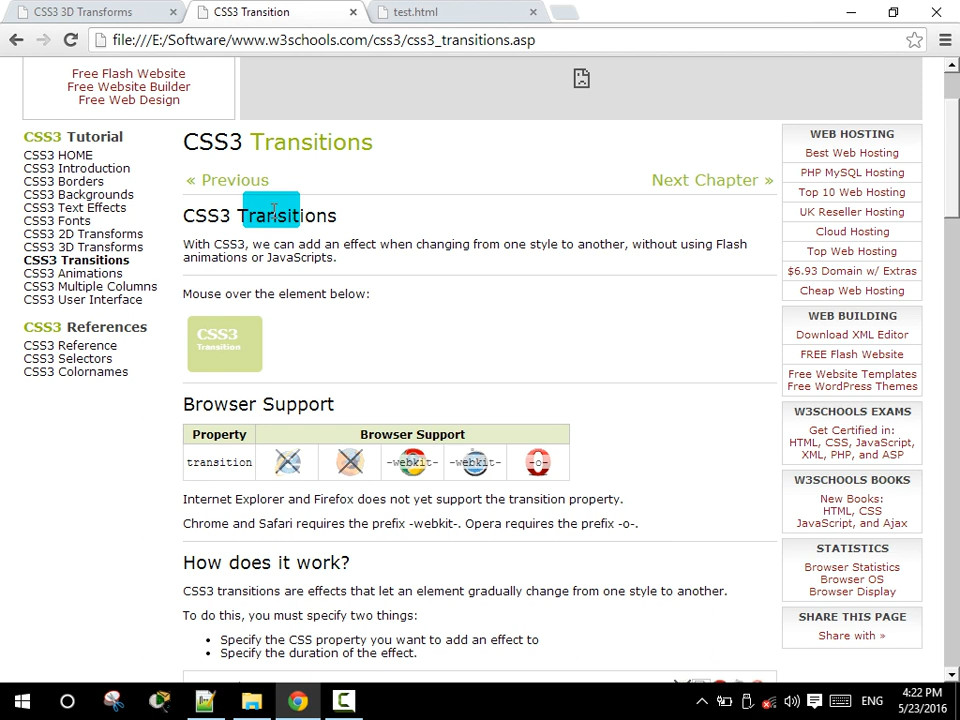 CSS3 3D Transforms
CSS3 Transition
test.html
file:///E:/Software/www.w3schools.com/css3/css3_transitions.asp
Free Flash Website
Free Website Builder
Free Web Design
CSS3 Tutorial
CSS3 HOME
CSS3 Introduction
CSS3 Borders
CSS3 Backgrounds
CSS3 Text Effects
CSS3 Fonts
CSS3 2D Transforms
CSS3 3D Transforms
CSS3 Transitions
CSS3 Animations
CSS3 Multiple Columns
CSS3 User Interface
CSS3 References
CSS3 Reference
CSS3 Selectors
CSS3 Colornames
CSS3 Transitions
« Previous
Next Chapter »
CSS3 Transitions
With CSS3, we can add an effect when changing from one style to another, without using Flash
animations or JavaScripts.
Mouse over the element below:
CSS3
Transition
Browser Support
Property Browser Support
transition -webkit- -webkit- -o-
Internet Explorer and Firefox does not yet support the transition property.
Chrome and Safari requires the prefix -webkit-. Opera requires the prefix -o-.
How does it work?
CSS3 transitions are effects that let an element gradually change from one style to another.
To do this, you must specify two things:
• Specify the CSS property you want to add an effect to
• Specify the duration of the effect.
WEB HOSTING
Best Web Hosting
PHP MySQL Hosting
Top 10 Web Hosting
UK Reseller Hosting
Cloud Hosting
Top Web Hosting
$6.93 Domain w/ Extras
Cheap Web Hosting
WEB BUILDING
Download XML Editor
FREE Flash Website
Free Website Templates
Free WordPress Themes
W3SCHOOLS EXAMS
Get Certified in:
HTML, CSS, JavaScript,
XML, PHP, and ASP
W3SCHOOLS BOOKS
New Books:
HTML, CSS
JavaScript, and Ajax
STATISTICS
Browser Statistics
Browser OS
Browser Display
SHARE THIS PAGE
Share with »
ENG
4:22 PM
5/23/2016